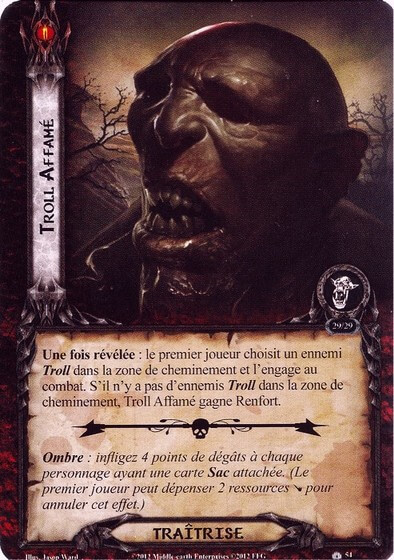 TROLL AFFAMÉ
29/29
Une fois révélée : le premier joueur choisit un ennemi
Troll dans la zone de cheminement et l'engage au
combat. S'il n'y a pas d'ennemis Troll dans la zone de
cheminement, Troll Affamé gagne Renfort.
Ombre : infligez 4 points de dégâts à chaque
personnage ayant une carte Sac attachée. (Le
premier joueur peut dépenser 2 ressources pour
annuler cet effet.)
TRAÎTRISE
Illus. Jason Ward ©2012 Middle-earth Enterprises ©2012 FFG 51